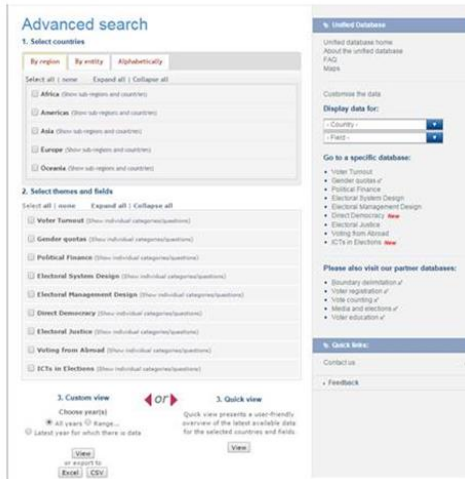 Advanced search
1. Select countries
By region
By entity
Alphabetically
Select all | none Expand all | Collapse all
Africa (Show sub-regions and countries)
Americas (Show sub-regions and countries)
Asia (Show sub-regions and countries)
Europe (Show sub-regions and countries)
Oceania (Show sub-regions and countries)
2. Select themes and fields
Select all | none Expand all | Collapse all
Voter Turnout (Show individual categories/questions)
Gender quotas (Show individual categories/questions)
Political Finance (Show individual categories/questions)
Electoral System Design (Show individual categories/questions)
Electoral Management Design (Show individual categories/questions)
Direct Democracy (Show individual categories/questions)
Electoral Justice (Show individual categories/questions)
Voting from Abroad (Show individual categories/questions)
ICTs in Elections (Show individual categories/questions)
3. Custom view
Choose year(s)
All years Range...
Latest year for which there is data
View
or export to
Excel CSV
or
3. Quick view
Quick view presents a user-friendly
overview of the latest available data
for the selected countries and fields
View
Unified Database
Unified database home
About the unified database
FAQ
Maps
Customise the data
Display data for:
- Country -
- Field -
Go to a specific database:
Voter Turnout
Gender quotas
Political Finance
Electoral System Design
Electoral Management Design
Direct Democracy New
Electoral Justice
Voting from Abroad
ICTs in Elections New
Please also visit our partner databases:
Boundary delimitation
Voter registration
Vote counting
Media and elections
Voter education
Quick links:
Contact us
Feedback